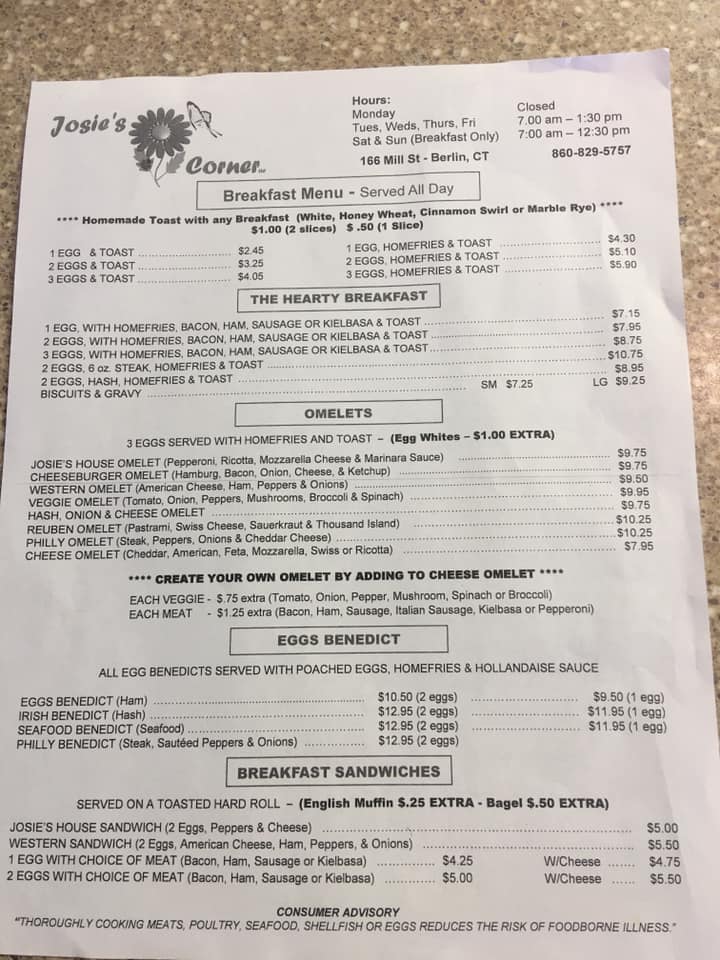 Josie's Corner LLC
Hours:
Monday Closed
Tues, Weds, Thurs, Fri 7.00 am – 1:30 pm
Sat & Sun (Breakfast Only) 7:00 am – 12:30 pm
166 Mill St - Berlin, CT 860-829-5757
Breakfast Menu - Served All Day
**** Homemade Toast with any Breakfast (White, Honey Wheat, Cinnamon Swirl or Marble Rye) ****
$1.00 (2 slices) $ .50 (1 Slice)
1 EGG & TOAST $2.45 1 EGG, HOMEFRIES & TOAST $4.30
2 EGGS & TOAST $3.25 2 EGGS, HOMEFRIES & TOAST $5.10
3 EGGS & TOAST $4.05 3 EGGS, HOMEFRIES & TOAST $5.90
THE HEARTY BREAKFAST
1 EGG, WITH HOMEFRIES, BACON, HAM, SAUSAGE OR KIELBASA & TOAST $7.15
2 EGGS, WITH HOMEFRIES, BACON, HAM, SAUSAGE OR KIELBASA & TOAST $7.95
3 EGGS, WITH HOMEFRIES, BACON, HAM, SAUSAGE OR KIELBASA & TOAST $8.75
2 EGGS, 6 oz. STEAK, HOMEFRIES & TOAST $10.75
2 EGGS, HASH, HOMEFRIES & TOAST $8.95
BISCUITS & GRAVY SM $7.25 LG $9.25
OMELETS
3 EGGS SERVED WITH HOMEFRIES AND TOAST – (Egg Whites – $1.00 EXTRA)
JOSIE'S HOUSE OMELET (Pepperoni, Ricotta, Mozzarella Cheese & Marinara Sauce) $9.75
CHEESEBURGER OMELET (Hamburg, Bacon, Onion, Cheese, & Ketchup) $9.75
WESTERN OMELET (American Cheese, Ham, Peppers & Onions) $9.50
VEGGIE OMELET (Tomato, Onion, Peppers, Mushrooms, Broccoli & Spinach) $9.95
HASH, ONION & CHEESE OMELET $9.75
REUBEN OMELET (Pastrami, Swiss Cheese, Sauerkraut & Thousand Island) $10.25
PHILLY OMELET (Steak, Peppers, Onions & Cheddar Cheese) $10.25
CHEESE OMELET (Cheddar, American, Feta, Mozzarella, Swiss or Ricotta) $7.95
**** CREATE YOUR OWN OMELET BY ADDING TO CHEESE OMELET ****
EACH VEGGIE - $.75 extra (Tomato, Onion, Pepper, Mushroom, Spinach or Broccoli)
EACH MEAT - $1.25 extra (Bacon, Ham, Sausage, Italian Sausage, Kielbasa or Pepperoni)
EGGS BENEDICT
ALL EGG BENEDICTS SERVED WITH POACHED EGGS, HOMEFRIES & HOLLANDAISE SAUCE
EGGS BENEDICT (Ham) $10.50 (2 eggs) $9.50 (1 egg)
IRISH BENEDICT (Hash) $12.95 (2 eggs) $11.95 (1 egg)
SEAFOOD BENEDICT (Seafood) $12.95 (2 eggs) $11.95 (1 egg)
PHILLY BENEDICT (Steak, Sautéed Peppers & Onions) $12.95 (2 eggs)
BREAKFAST SANDWICHES
SERVED ON A TOASTED HARD ROLL – (English Muffin $.25 EXTRA - Bagel $.50 EXTRA)
JOSIE'S HOUSE SANDWICH (2 Eggs, Peppers & Cheese) $5.00
WESTERN SANDWICH (2 Eggs, American Cheese, Ham, Peppers, & Onions) $5.50
1 EGG WITH CHOICE OF MEAT (Bacon, Ham, Sausage or Kielbasa) $4.25 W/Cheese $4.75
2 EGGS WITH CHOICE OF MEAT (Bacon, Ham, Sausage or Kielbasa) $5.00 W/Cheese $5.50
CONSUMER ADVISORY
"THOROUGHLY COOKING MEATS, POULTRY, SEAFOOD, SHELLFISH OR EGGS REDUCES THE RISK OF FOODBORNE ILLNESS."